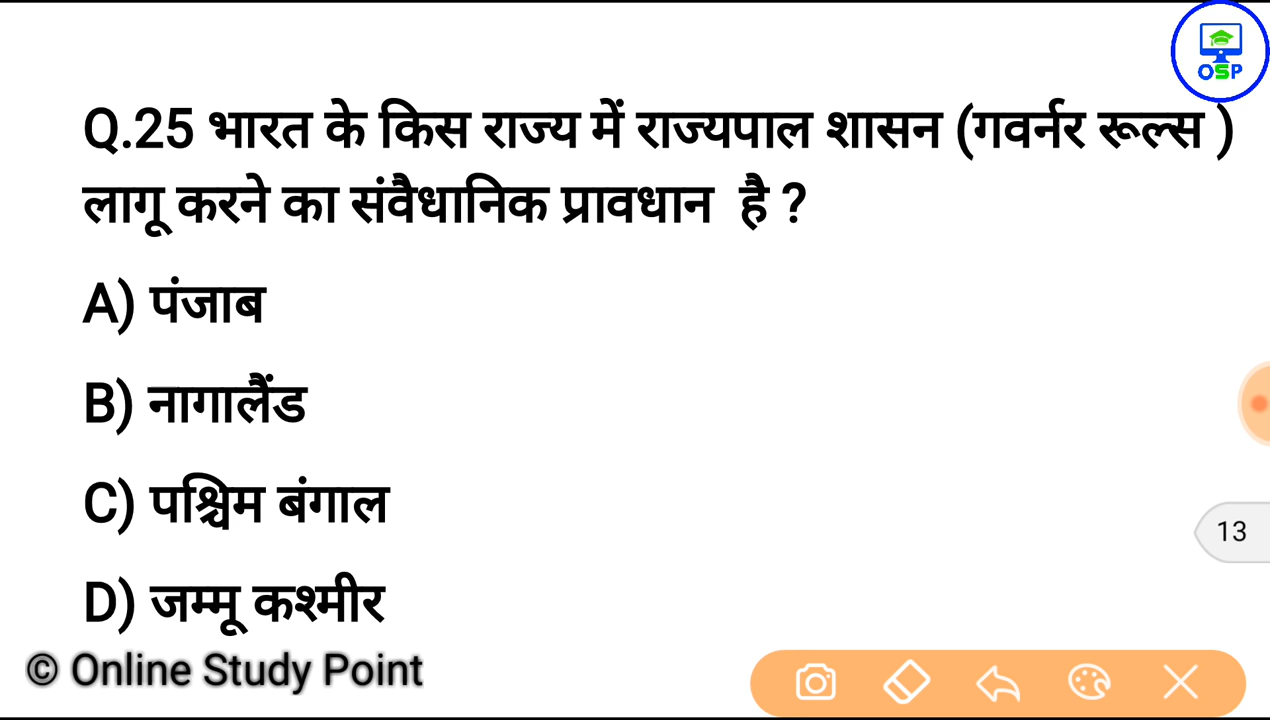 OSP
Q.25 भारत के किस राज्य में राज्यपाल शासन (गवर्नर रूल्स )
लागू करने का संवैधानिक प्रावधान है ?
A) पंजाब
B) नागालैंड
C) पश्चिम बंगाल
13
D) जम्मू कश्मीर
© Online Study Point